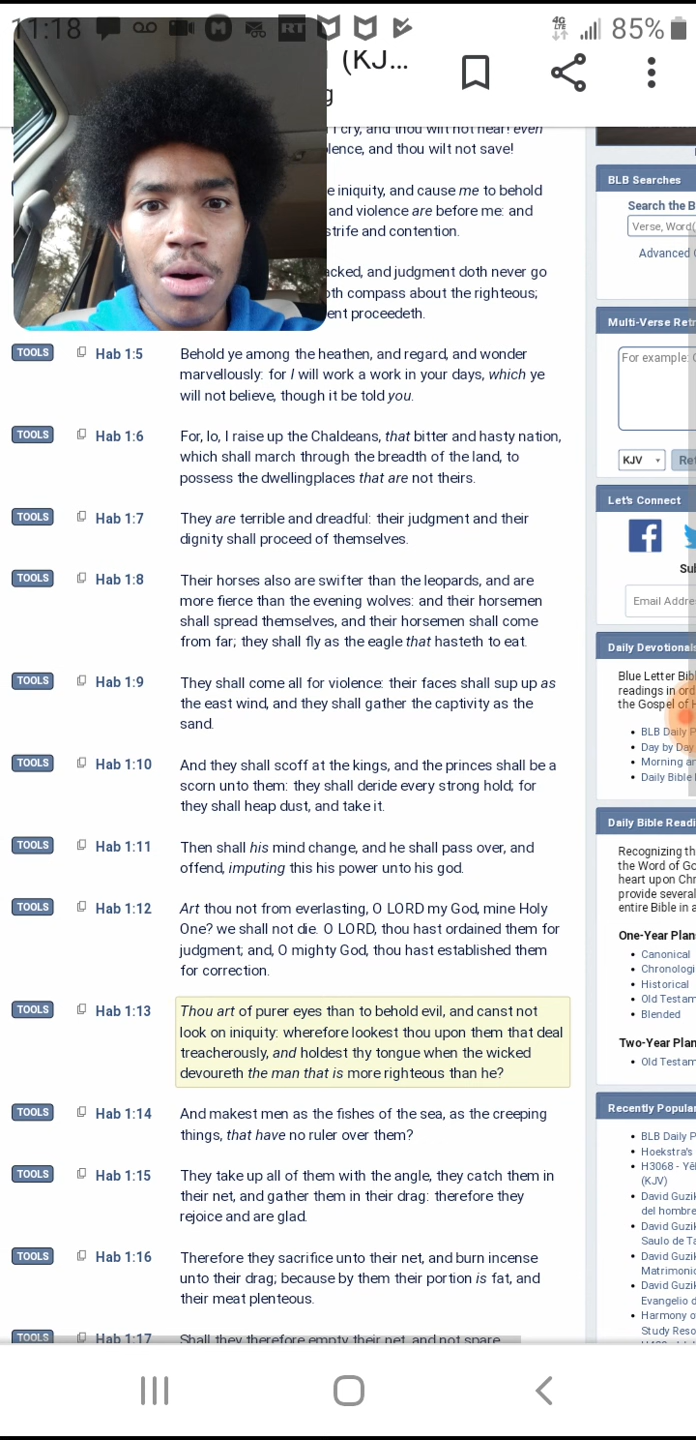 11:18
RT
4G
85%
(KJ...
g
I cry, and thou wilt not hear! even
lence, and thou wilt not save!
e iniquity, and cause me to behold
and violence are before me: and
strife and contention.
acked, and judgment doth never go
oth compass about the righteous;
ent proceedeth.
TOOLS Hab 1:5 Behold ye among the heathen, and regard, and wonder
marvellously: for I will work a work in your days, which ye
will not believe, though it be told you.
TOOLS Hab 1:6 For, lo, I raise up the Chaldeans, that bitter and hasty nation,
which shall march through the breadth of the land, to
possess the dwellingplaces that are not theirs.
TOOLS Hab 1:7 They are terrible and dreadful: their judgment and their
dignity shall proceed of themselves.
TOOLS Hab 1:8 Their horses also are swifter than the leopards, and are
more fierce than the evening wolves: and their horsemen
shall spread themselves, and their horsemen shall come
from far; they shall fly as the eagle that hasteth to eat.
TOOLS Hab 1:9 They shall come all for violence: their faces shall sup up as
the east wind, and they shall gather the captivity as the
sand.
TOOLS Hab 1:10 And they shall scoff at the kings, and the princes shall be a
scorn unto them: they shall deride every strong hold; for
they shall heap dust, and take it.
TOOLS Hab 1:11 Then shall his mind change, and he shall pass over, and
offend, imputing this his power unto his god.
TOOLS Hab 1:12 Art thou not from everlasting, O LORD my God, mine Holy
One? we shall not die. O LORD, thou hast ordained them for
judgment; and, O mighty God, thou hast established them
for correction.
TOOLS Hab 1:13 Thou art of purer eyes than to behold evil, and canst not
look on iniquity: wherefore lookest thou upon them that deal
treacherously, and holdest thy tongue when the wicked
devoureth the man that is more righteous than he?
TOOLS Hab 1:14 And makest men as the fishes of the sea, as the creeping
things, that have no ruler over them?
TOOLS Hab 1:15 They take up all of them with the angle, they catch them in
their net, and gather them in their drag: therefore they
rejoice and are glad.
TOOLS Hab 1:16 Therefore they sacrifice unto their net, and burn incense
unto their drag; because by them their portion is fat, and
their meat plenteous.
TOOLS Hab 1:17 Shall they therefore empty their net, and not spare
BLB Searches
Search the B
Verse, Word(
Advanced
Multi-Verse Retr
For example:
KJV
Ret
Let's Connect
Sul
Email Addre
Daily Devotionals
Blue Letter Bib
readings in ord
the Gospel of
BLB Daily P
Day by Day
Morning an
Daily Bible
Daily Bible Readi
Recognizing th
the Word of Go
heart upon Chr
provide several
entire Bible in a
One-Year Plan
Canonical
Chronologi
Historical
Old Testam
Blended
Two-Year Plan
Old Testam
Recently Popular
BLB Daily P
Hoekstra's
H3068 - Yê
(KJV)
David Guzik
del hombre
David Guzik
Saulo de Ta
David Guzik
Matrimonio
David Guzik
Evangelio d
Harmony o
Study Reso